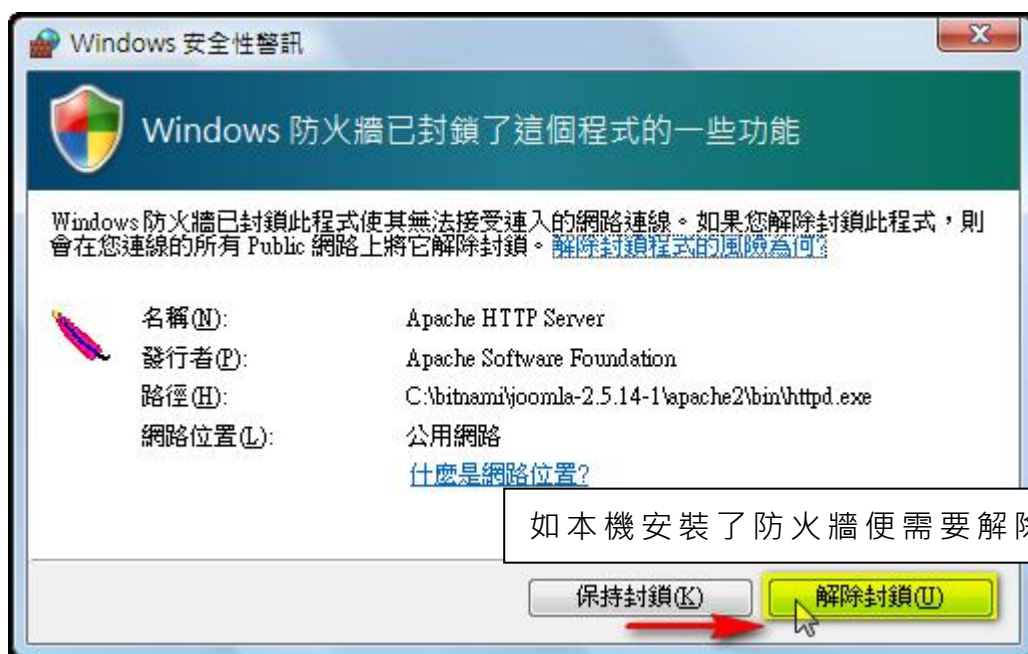 Windows 安全性警訊
Windows 防火牆已封鎖了這個程式的一些功能
Windows 防火牆已封鎖此程式使其無法接受連入的網路連線。如果您解除封鎖此程式，則
會在您連線的所有 Public 網路上將它解除封鎖。解除封鎖程式的風險為何?
名稱(N): Apache HTTP Server
發行者(P): Apache Software Foundation
路徑(H): C:\bitnami\joomla-2.5.14-1\apache2\bin\httpd.exe
網路位置(L): 公用網路
什麼是網路位置?
如本機安裝了防火牆便需要解除
保持封鎖(K) 解除封鎖(U)